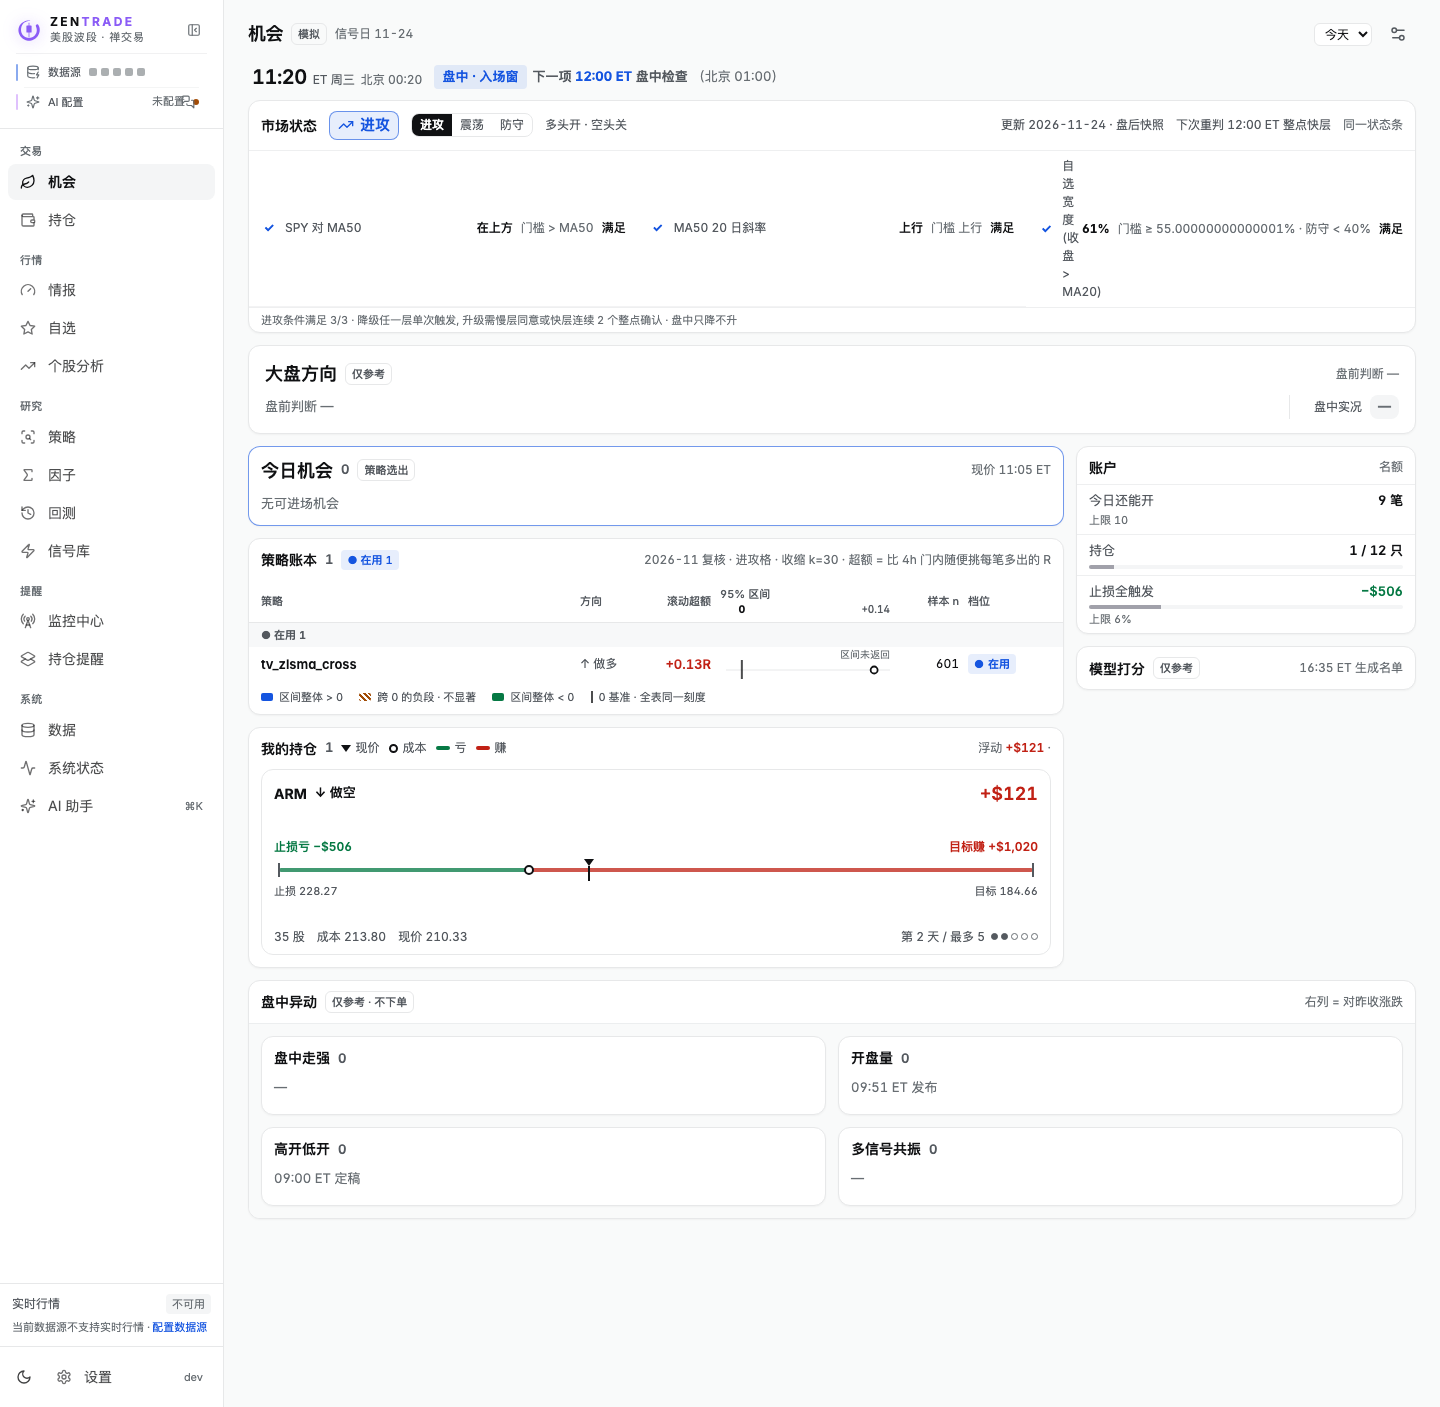 ZENTRADE
美股波段 · 禅交易
数据源
AI 配置 未配置
交易
机会
持仓
行情
情报
自选
个股分析
研究
策略
因子
回测
信号库
提醒
监控中心
持仓提醒
系统
数据
系统状态
AI 助手 ⌘K
实时行情 不可用
当前数据源不支持实时行情 · 配置数据源
设置 dev
机会 模拟 信号日 11-24 今天
11:20 ET 周三 北京 00:20 盘中 · 入场窗 下一项 12:00 ET 盘中检查 (北京 01:00)
市场状态 进攻 进攻 震荡 防守 多头开 · 空头关 更新 2026-11-24 · 盘后快照 下次重判 12:00 ET 整点快层 同一状态条
SPY 对 MA50 在上方 门槛 > MA50 满足
MA50 20 日斜率 上行 门槛 上行 满足
自
选
宽
度
(收
盘
>
MA20)
61% 门槛 ≥ 55.00000000000001% · 防守 < 40% 满足
进攻条件满足 3/3 · 降级任一层单次触发, 升级需慢层同意或快层连续 2 个整点确认 · 盘中只降不升
大盘方向 仅参考 盘前判断 —
盘前判断 — 盘中实况 —
今日机会 0 策略选出 现价 11:05 ET
无可进场机会
策略账本 1 在用 1 2026-11 复核 · 进攻格 · 收缩 k=30 · 超额 = 比 4h 门内随便挑每笔多出的 R
策略 方向 滚动超额 95% 区间 样本 n 档位
0 +0.14
在用 1
tv_zlsma_cross ↑ 做多 +0.13R 区间未返回 601 在用
区间整体 > 0 跨 0 的负段 · 不显著 区间整体 < 0 0 基准 · 全表同一刻度
账户 名额
今日还能开 9 笔
上限 10
持仓 1 / 12 只
止损全触发 −$506
上限 6%
模型打分 仅参考 16:35 ET 生成名单
我的持仓 1 现价 成本 亏 赚 浮动 +$121 ·
ARM ↓ 做空 +$121
止损亏 −$506 目标赚 +$1,020
止损 228.27 目标 184.66
35 股 成本 213.80 现价 210.33 第 2 天 / 最多 5
盘中异动 仅参考 · 不下单 右列 = 对昨收涨跌
盘中走强 0
—
开盘量 0
09:51 ET 发布
高开低开 0
09:00 ET 定稿
多信号共振 0
—